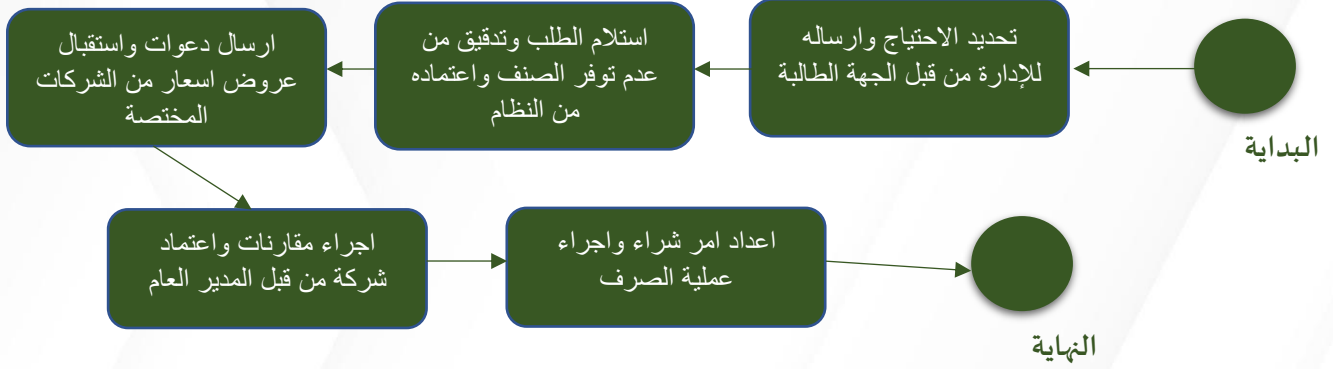 البداية
تحديد الاحتياج وارساله
للإدارة من قبل الجهة الطالبة
استلام الطلب وتدقيق من
عدم توفر الصنف واعتماده
من النظام
ارسال دعوات واستقبال
عروض اسعار من الشركات
المختصة
اجراء مقارنات واعتماد
شركة من قبل المدير العام
اعداد امر شراء واجراء
عملية الصرف
النهاية